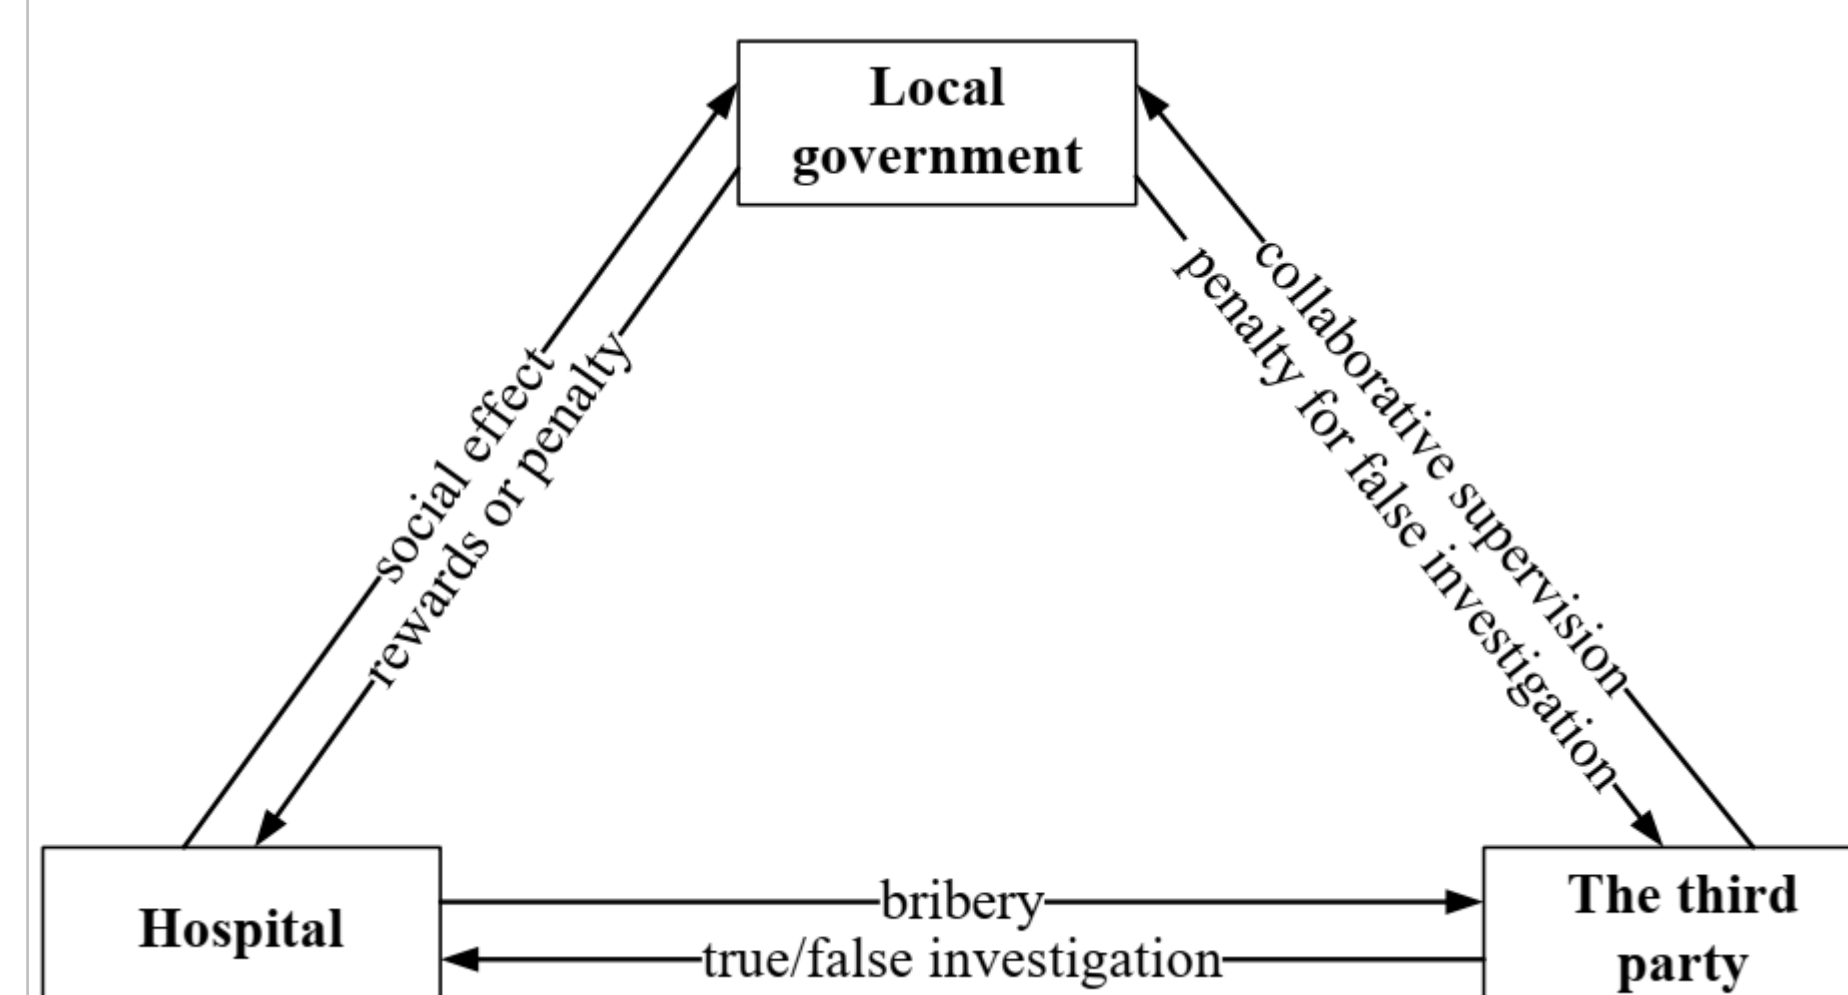 Local
government
social effect
rewards or penalty
collaborative supervision
penalty for false investigation
Hospital
bribery
true/false investigation
The third
party